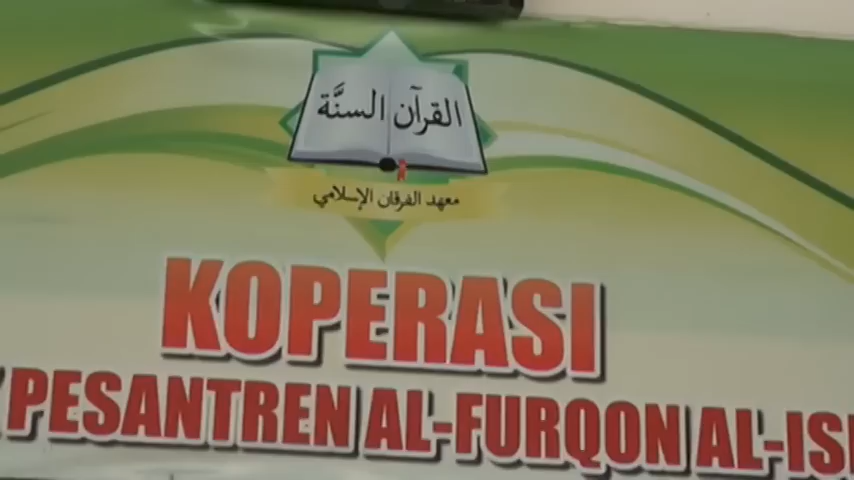 القرآن السنَّة
معهد الفرقان الإسلامي
KOPERASI
PESANTREN AL-FURQON AL-IS